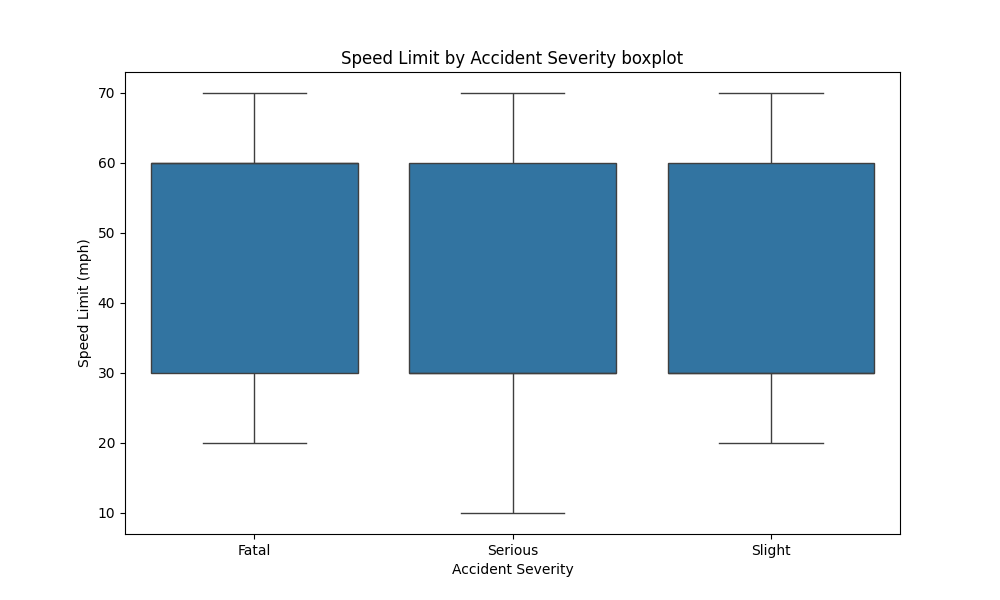 Speed Limit by Accident Severity boxplot
70
60
50
40
30
20
10
Speed Limit (mph)
Fatal
Serious
Slight
Accident Severity